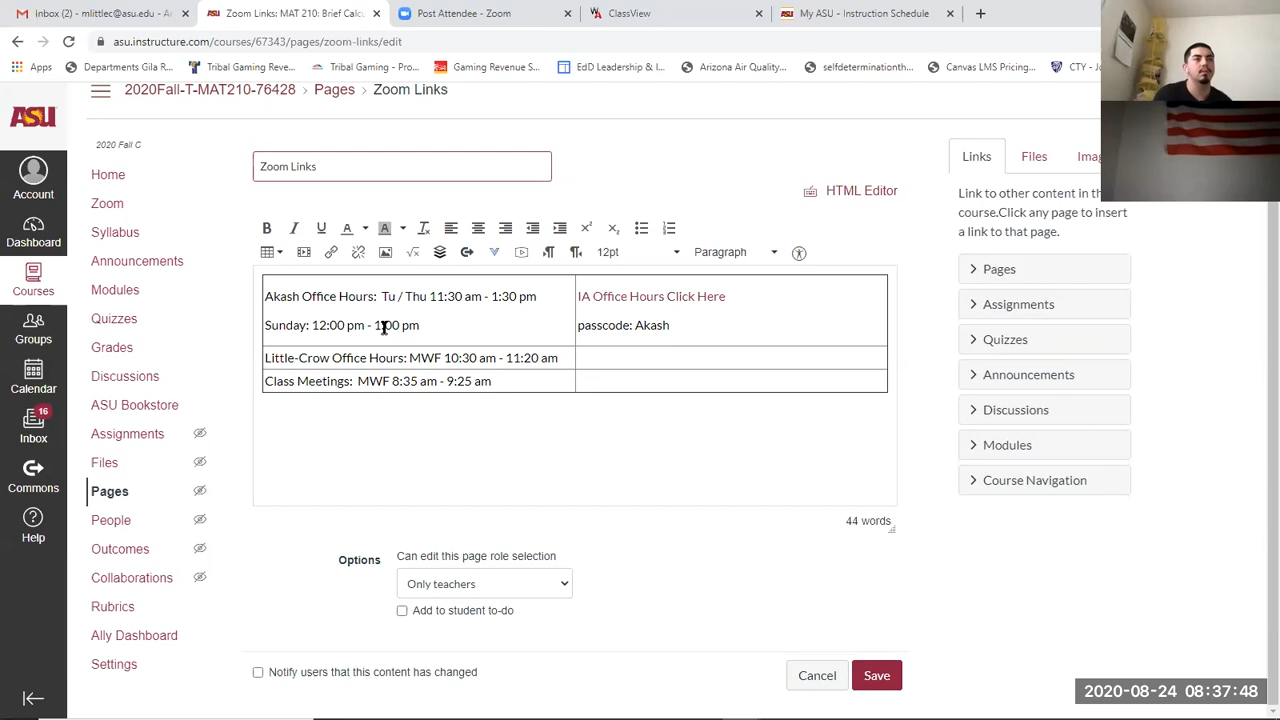 Inbox (2) - mlittlec@asu.edu - Ar
Zoom Links: MAT 210: Brief Calcu
Post Attendee - Zoom
ClassView
My ASU - Instruction Schedule
asu.instructure.com/courses/67343/pages/zoom-links/edit
Apps
Departments Gila R...
Tribal Gaming Reve...
Tribal Gaming - Pro...
Gaming Revenue S...
EdD Leadership & I...
Arizona Air Quality...
selfdeterminationth...
Canvas LMS Pricing...
CTY - Jo
2020Fall-T-MAT210-76428 > Pages > Zoom Links
ASU
Account
Dashboard
Courses
Groups
Calendar
16
Inbox
Commons
Help
2020 Fall C
Home
Zoom
Syllabus
Announcements
Modules
Quizzes
Grades
Discussions
ASU Bookstore
Assignments
Files
Pages
People
Outcomes
Collaborations
Rubrics
Ally Dashboard
Settings
Zoom Links
HTML Editor
B I U A A
12pt
Paragraph
Akash Office Hours: Tu / Thu 11:30 am - 1:30 pm
IA Office Hours Click Here
Sunday: 12:00 pm - 1:00 pm
passcode: Akash
Little-Crow Office Hours: MWF 10:30 am - 11:20 am
Class Meetings: MWF 8:35 am - 9:25 am
44 words
Options
Can edit this page role selection
Only teachers
Add to student to-do
Notify users that this content has changed
Cancel
Save
Links
Files
Imag
Link to other content in the
course.Click any page to insert
a link to that page.
Pages
Assignments
Quizzes
Announcements
Discussions
Modules
Course Navigation
2020-08-24 08:37:48